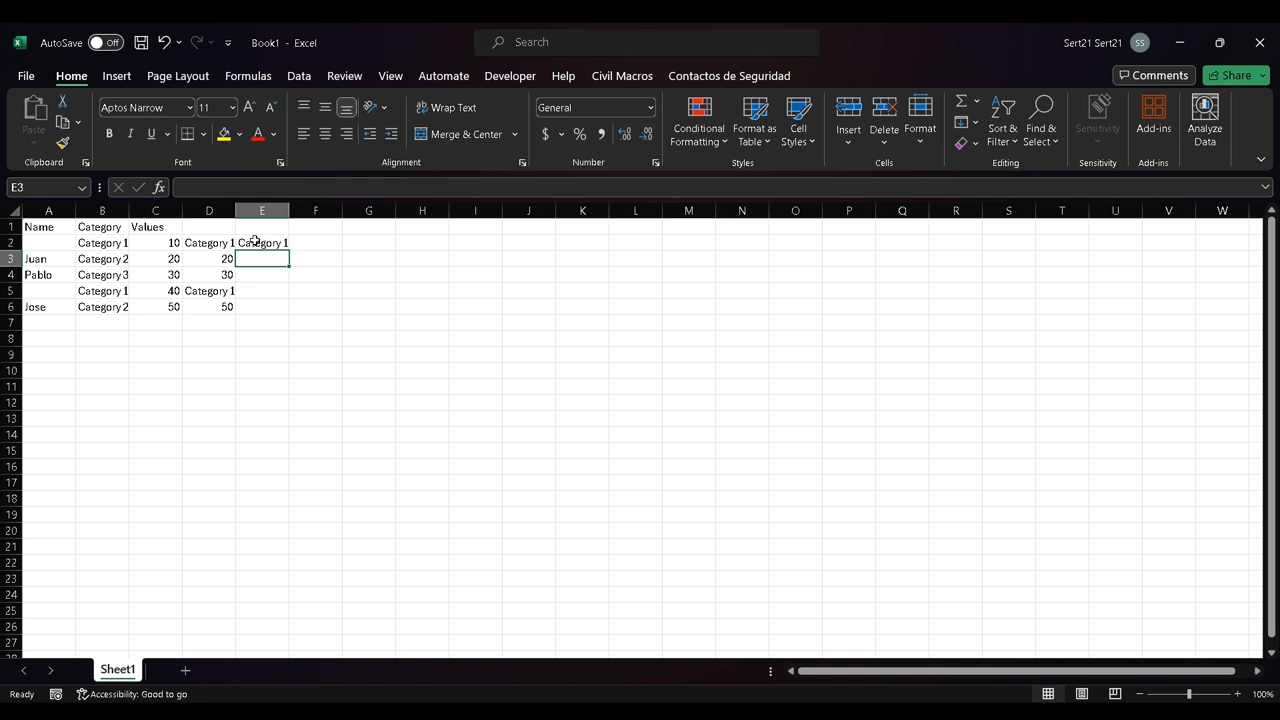 AutoSave Off Book1 - Excel Search Sert21 Sert21 SS
File Home Insert Page Layout Formulas Data Review View Automate Developer Help Civil Macros Contactos de Seguridad Comments Share
Paste Aptos Narrow 11 Wrap Text General Conditional Formatting Format as Table Cell Styles Insert Delete Format Sort & Filter Find & Select Sensitivity Add-ins Analyze Data
B I U Merge & Center $ % 9
Clipboard Font Alignment Number Styles Cells Editing Sensitivity Add-ins
E3 fx
A B C D E F G H I J K L M N O P Q R S T U V W
1 Name Category Values
2 Category 1 10 Category 1 Category 1
3 Juan Category 2 20 20
4 Pablo Category 3 30 30
5 Category 1 40 Category 1
6 Jose Category 2 50 50
7
8
9
10
11
12
13
14
15
16
17
18
19
20
21
22
23
24
25
26
27
Sheet1
Ready Accessibility: Good to go 100%